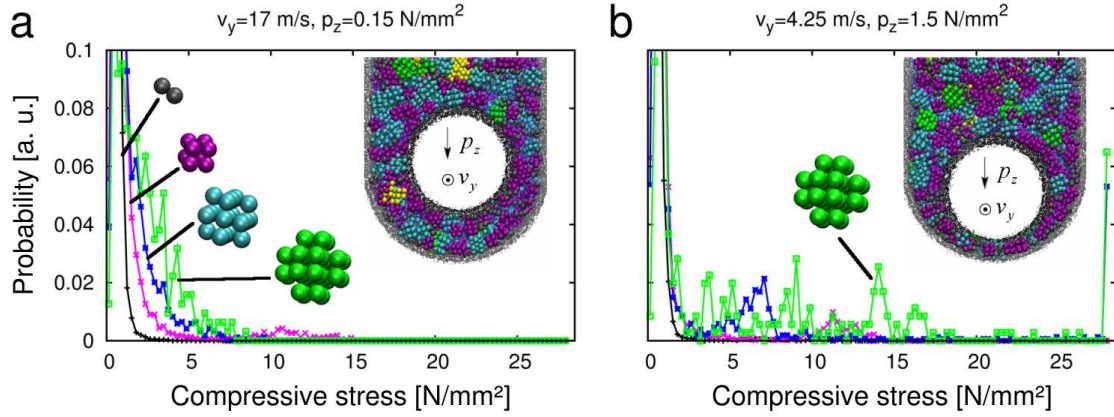 a
v_y=17 m/s, p_z=0.15 N/mm²
Probability [a. u.]
0.1
0.08
0.06
0.04
0.02
0
0 5 10 15 20 25
Compressive stress [N/mm²]
p_z
v_y
b
v_y=4.25 m/s, p_z=1.5 N/mm²
0 5 10 15 20 25
Compressive stress [N/mm²]
p_z
v_y